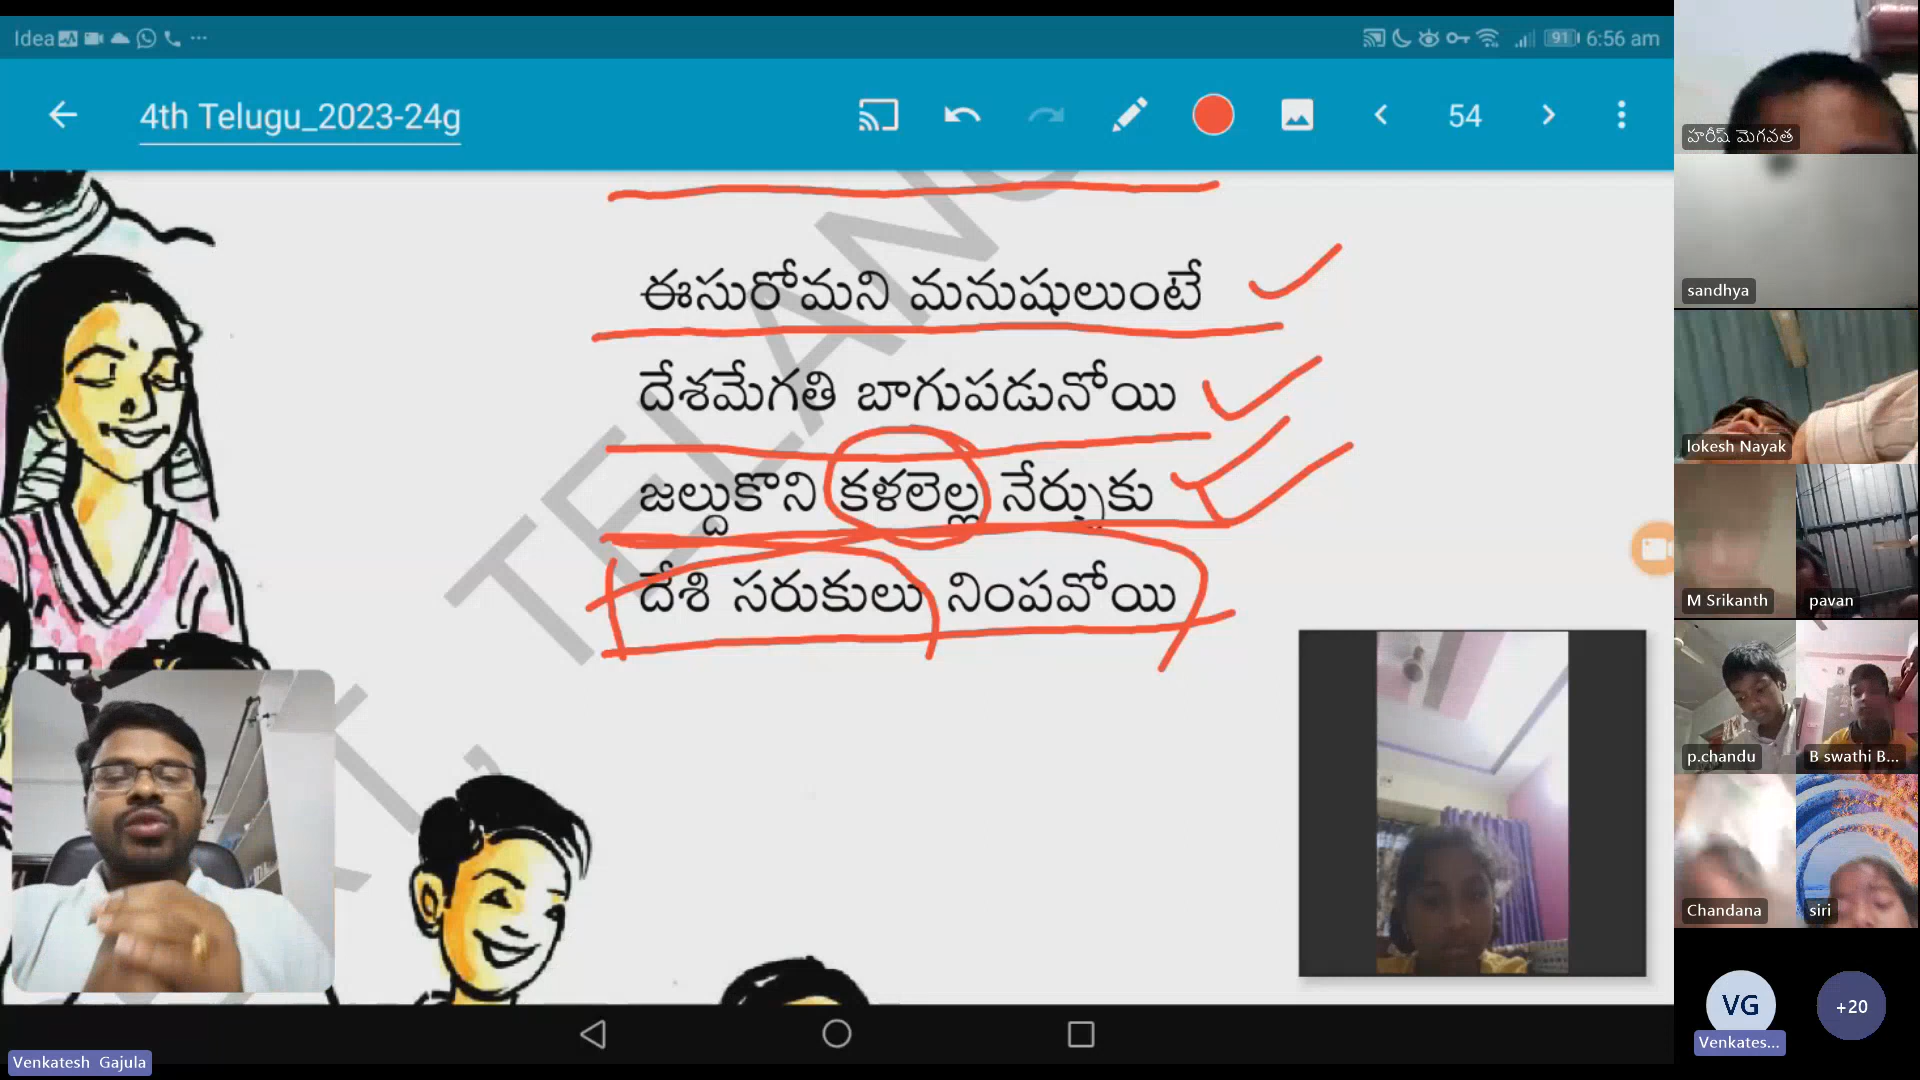 Idea ... 91 6:56 am
4th Telugu_2023-24g 54
ఈసురోమని మనుషులుంటే
దేశమేగతి బాగుపడునోయి
జల్దుకొని కళలెల్ల నేర్చుకు
దేశి సరుకులు నింపవోయి
TELANG
T,
హరీష్ మెగవత
sandhya
lokesh Nayak
M Srikanth pavan
p.chandu B swathi B...
Chandana siri
VG +20
Venkates...
Venkatesh Gajula